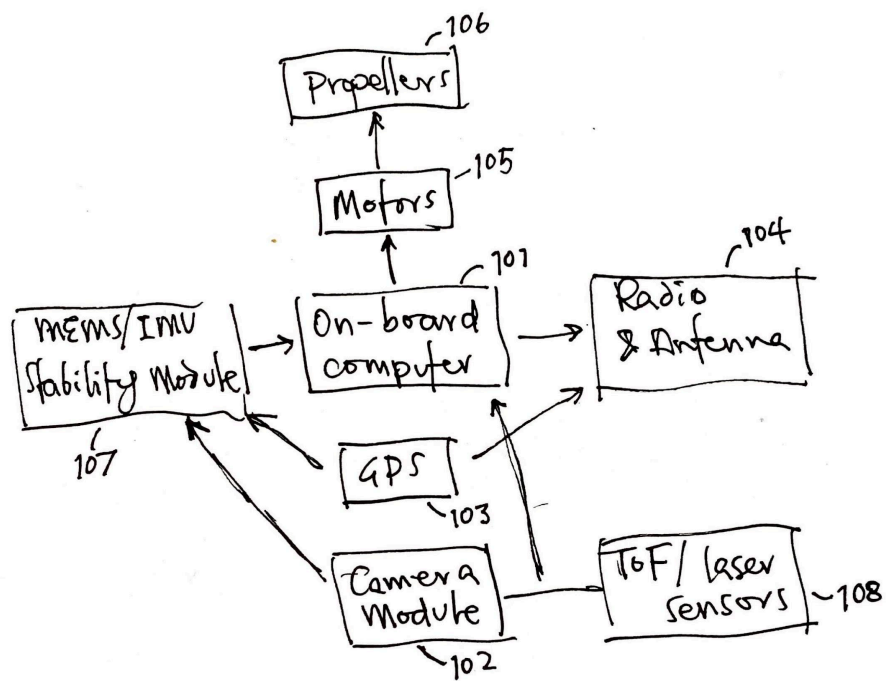 106
Propellers
105
Motors
101
104
On-board
computer
Radio
& Antenna
MEMS/IMU
Stability Module
107
GPS
103
Camera
Module
102
ToF/laser
sensors
108